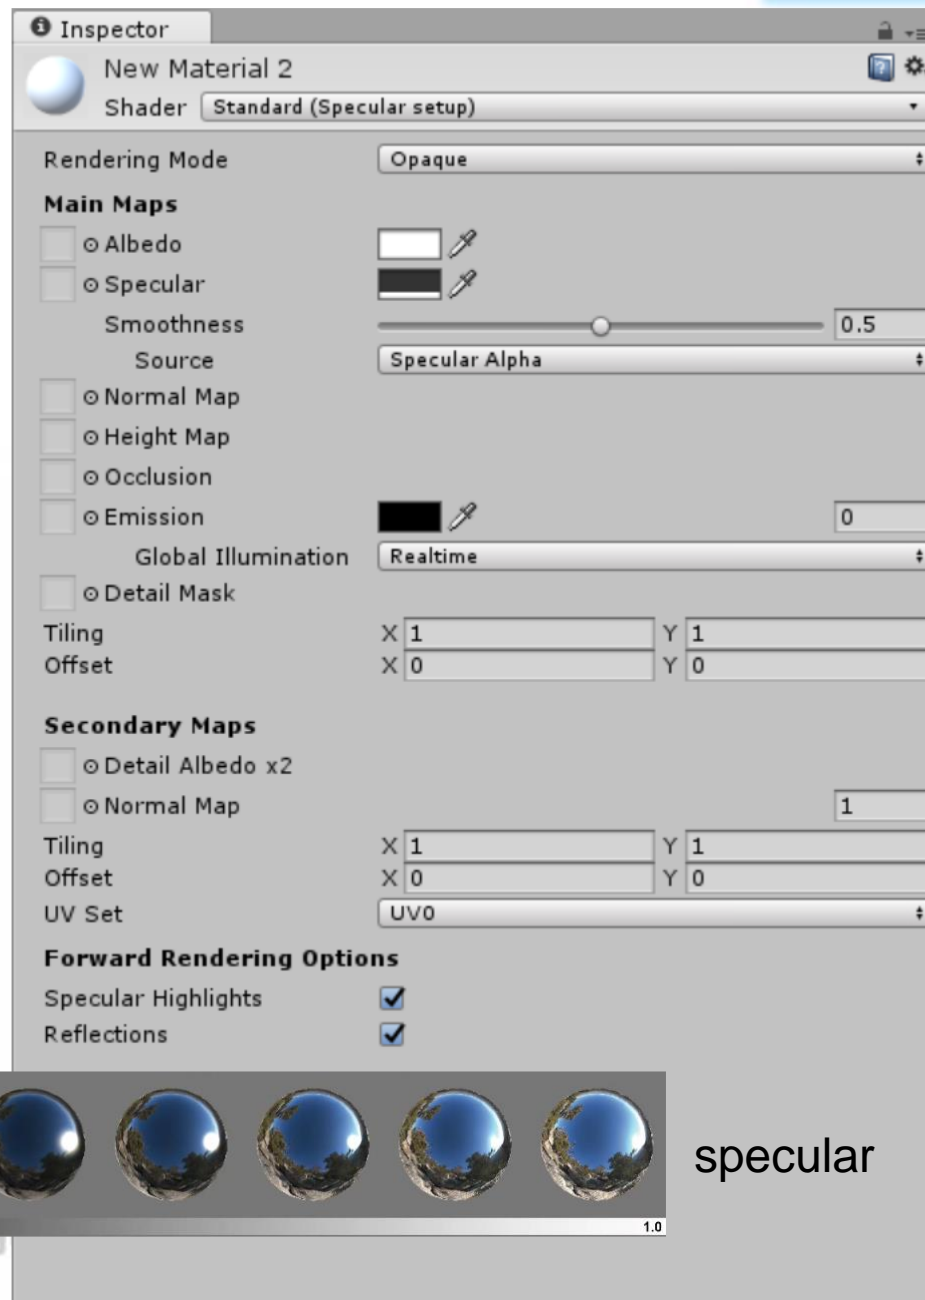 Inspector
New Material 2
Shader Standard (Specular setup)
Rendering Mode Opaque
Main Maps
Albedo
Specular
Smoothness 0.5
Source Specular Alpha
Normal Map
Height Map
Occlusion
Emission 0
Global Illumination Realtime
Detail Mask
Tiling X 1 Y 1
Offset X 0 Y 0
Secondary Maps
Detail Albedo x2
Normal Map 1
Tiling X 1 Y 1
Offset X 0 Y 0
UV Set UV0
Forward Rendering Options
Specular Highlights
Reflections
specular
1.0